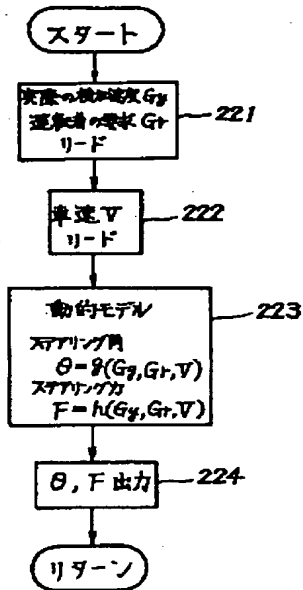 スタート
実際の横加速度Gy
運転者の要求Gr
リード
221
車速V
リード
222
動的モデル
ステアリング角
θ=g(Gy,Gr,V)
ステアリング力
F=h(Gy,Gr,V)
223
θ,F出力
224
リターン